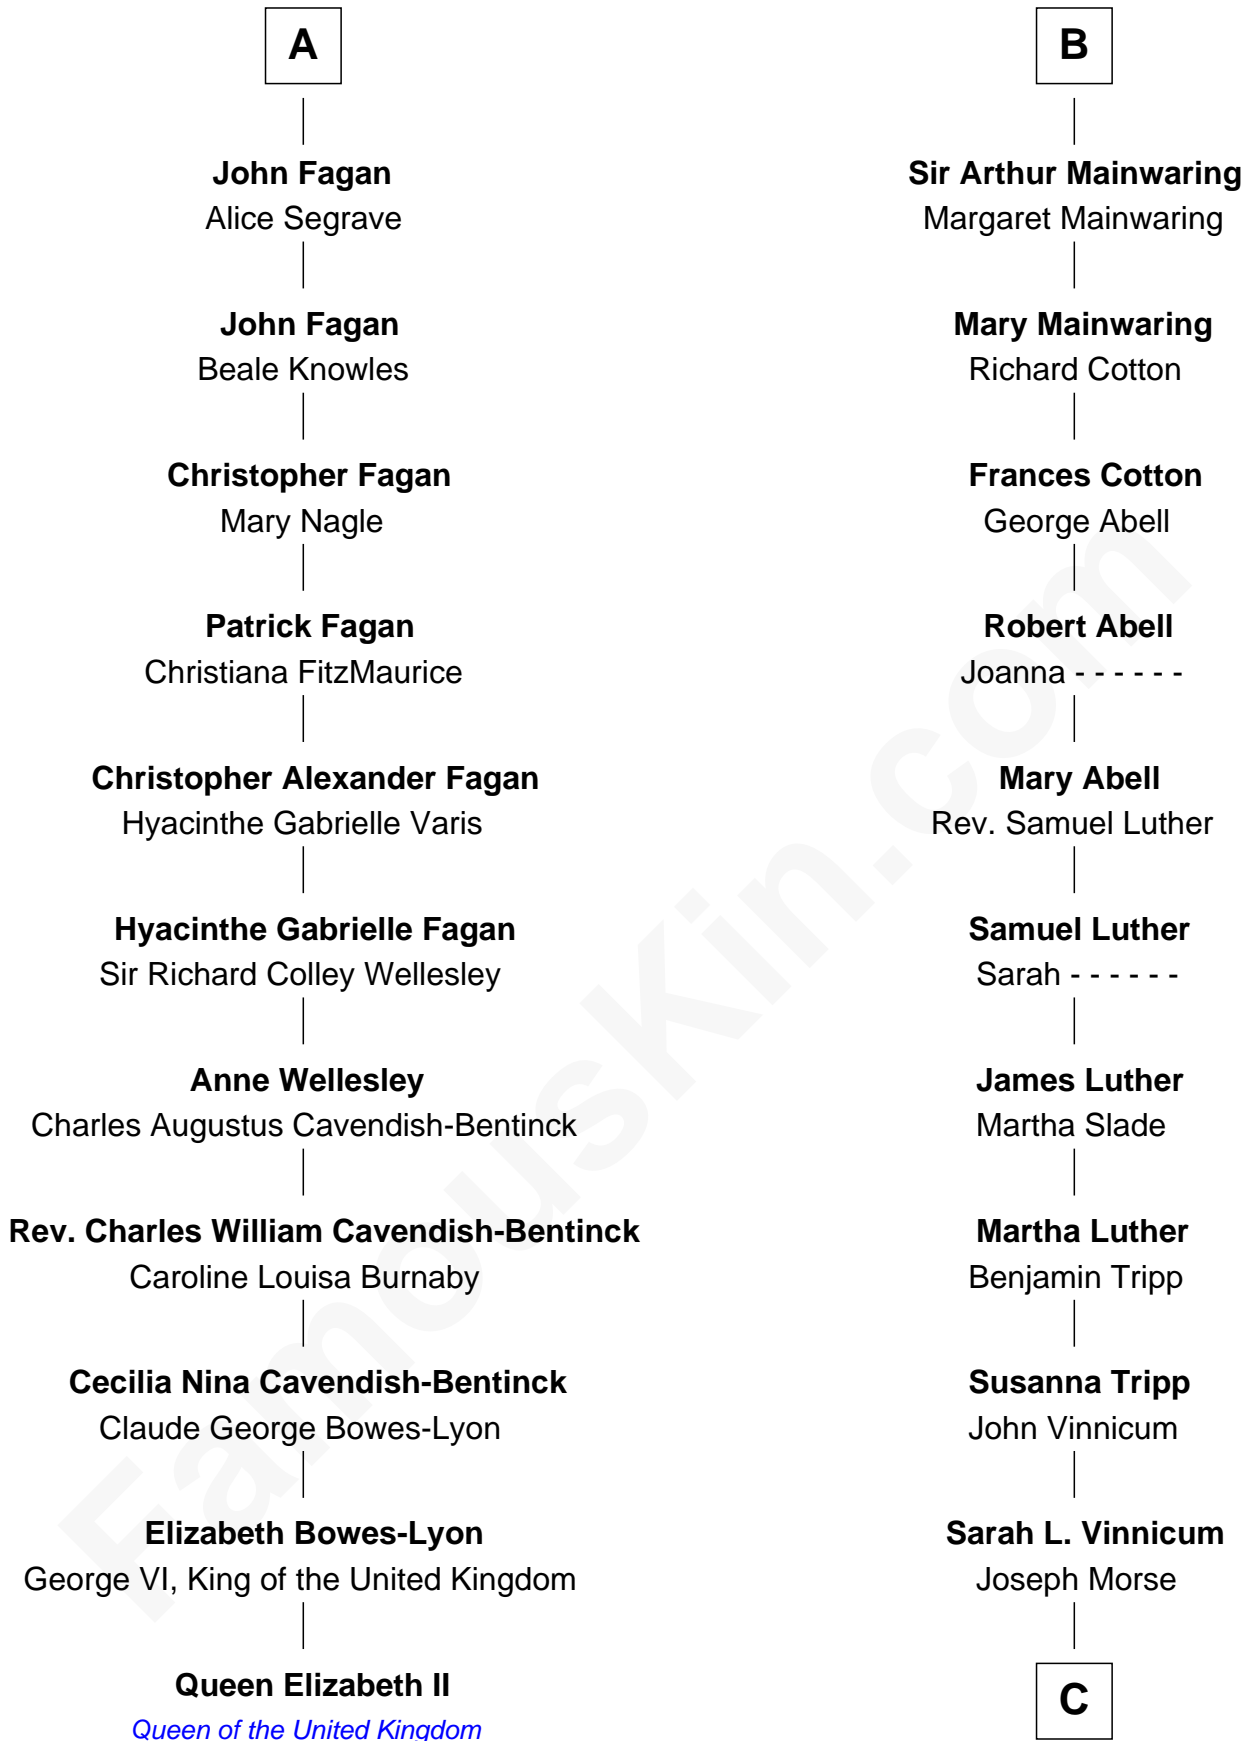 A
John Fagan
Alice Segrave
John Fagan
Beale Knowles
Christopher Fagan
Mary Nagle
Patrick Fagan
Christiana FitzMaurice
Christopher Alexander Fagan
Hyacinthe Gabrielle Varis
Hyacinthe Gabrielle Fagan
Sir Richard Colley Wellesley
Anne Wellesley
Charles Augustus Cavendish-Bentinck
Rev. Charles William Cavendish-Bentinck
Caroline Louisa Burnaby
Cecilia Nina Cavendish-Bentinck
Claude George Bowes-Lyon
Elizabeth Bowes-Lyon
George VI, King of the United Kingdom
Queen Elizabeth II
Queen of the United Kingdom
B
Sir Arthur Mainwaring
Margaret Mainwaring
Mary Mainwaring
Richard Cotton
Frances Cotton
George Abell
Robert Abell
Joanna - - - - - -
Mary Abell
Rev. Samuel Luther
Samuel Luther
Sarah - - - - - -
James Luther
Martha Slade
Martha Luther
Benjamin Tripp
Susanna Tripp
John Vinnicum
Sarah L. Vinnicum
Joseph Morse
C
FamousKin.com